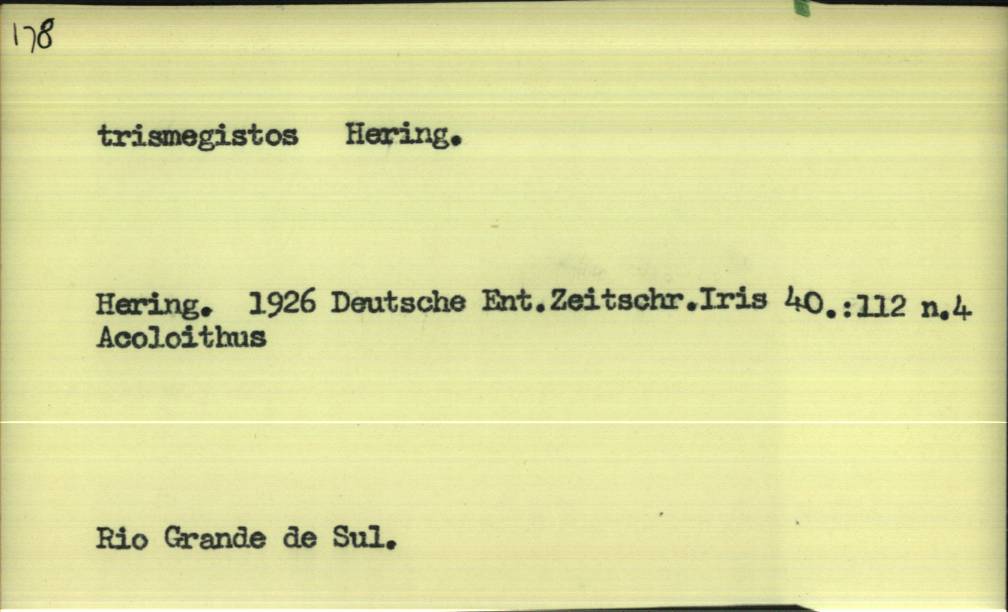 178
trismegistos Hering.
Hering. 1926 Deutsche Ent.Zeitschr.Iris 40.:112 n.4
Acoloithus
Rio Grande de Sul.